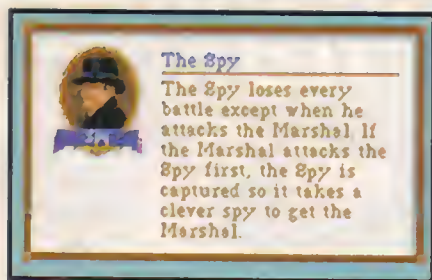 The Spy
The Spy loses every
battle except when he
attacks the Marshal. If
the Marshal attacks the
Spy first, the Spy is
captured so it takes a
clever spy to get the
Marshal.